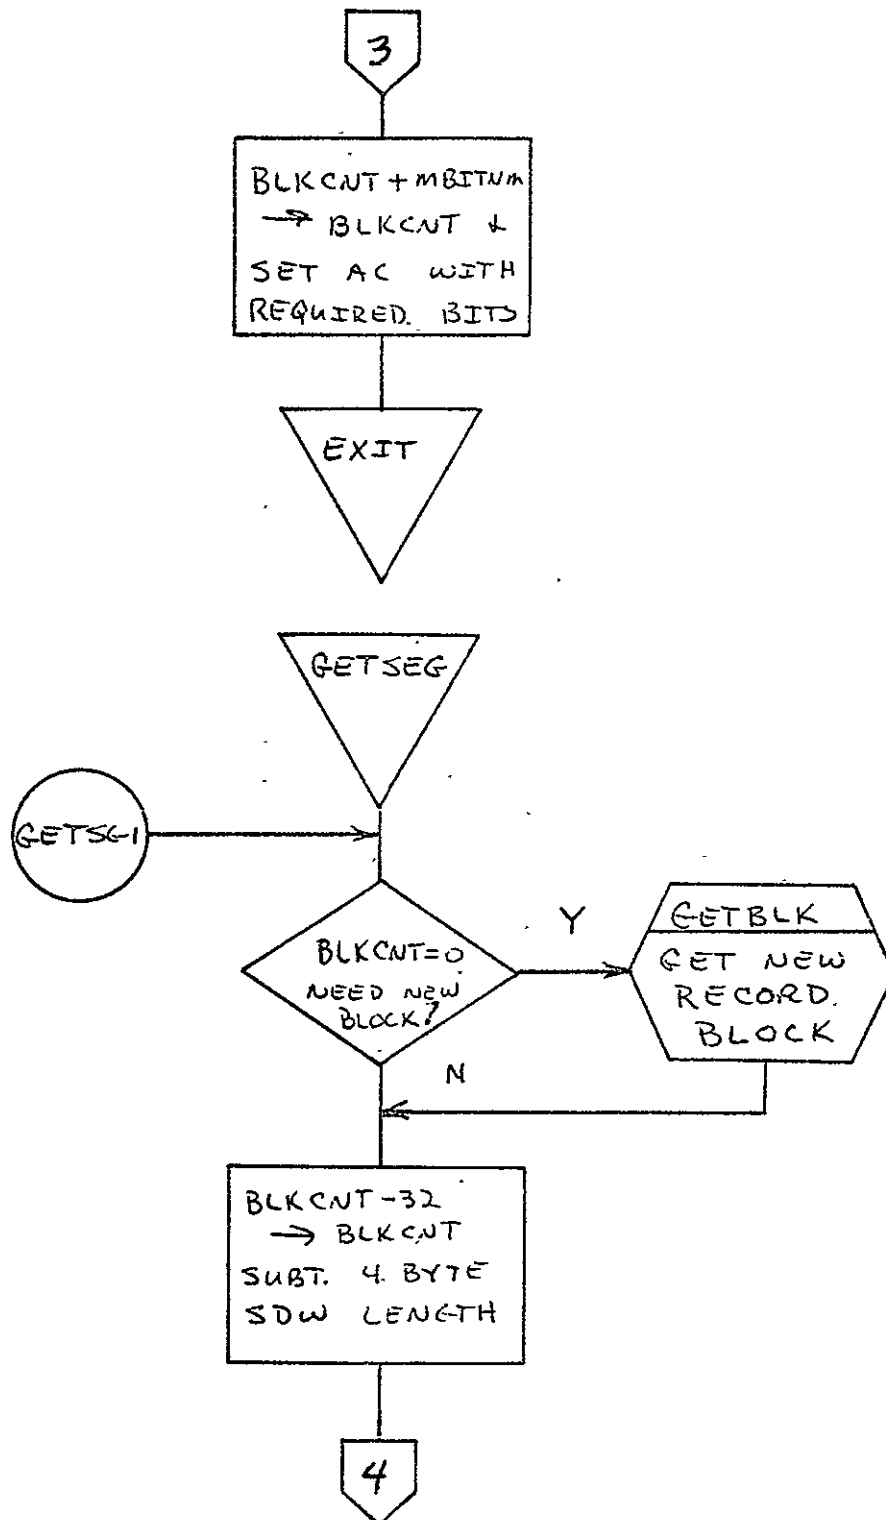 3
BLKCNT + MBITNM
→ BLKCNT &
SET AC WITH
REQUIRED. BITS
EXIT
GETSEG
GETSG1
BLKCNT=0
NEED NEW
BLOCK?
Y
GETBLK
GET NEW
RECORD.
BLOCK
N
BLKCNT-32
→ BLKCNT
SUBT. 4. BYTE
SDW LENGTH
4